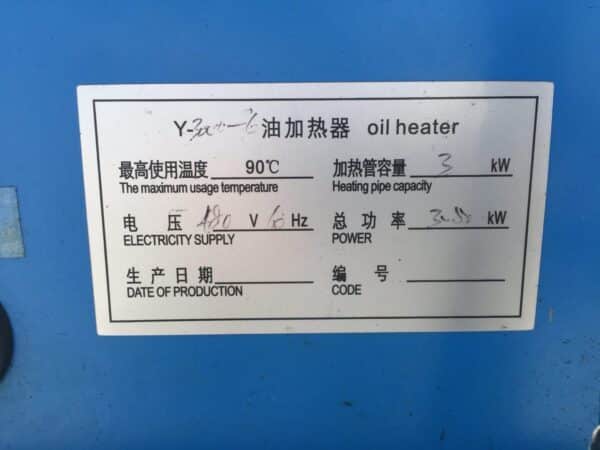 Y- 油加热器 oil heater
最高使用温度 90℃ 加热管容量 3 kW
The maximum usage temperature Heating pipe capacity
电 压 480 V 60 Hz 总 功 率 kW
ELECTRICITY SUPPLY POWER
生 产 日 期 编 号
DATE OF PRODUCTION CODE